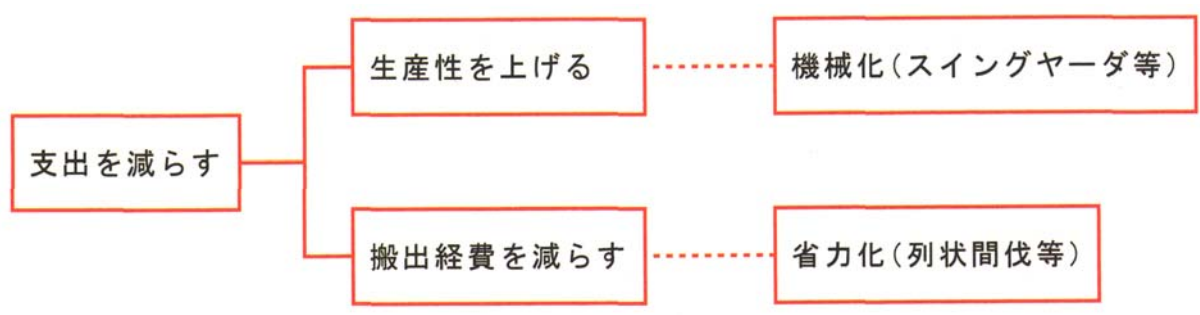 支出を減らす
生産性を上げる
機械化(スイングヤーダ等)
搬出経費を減らす
省力化(列状間伐等)